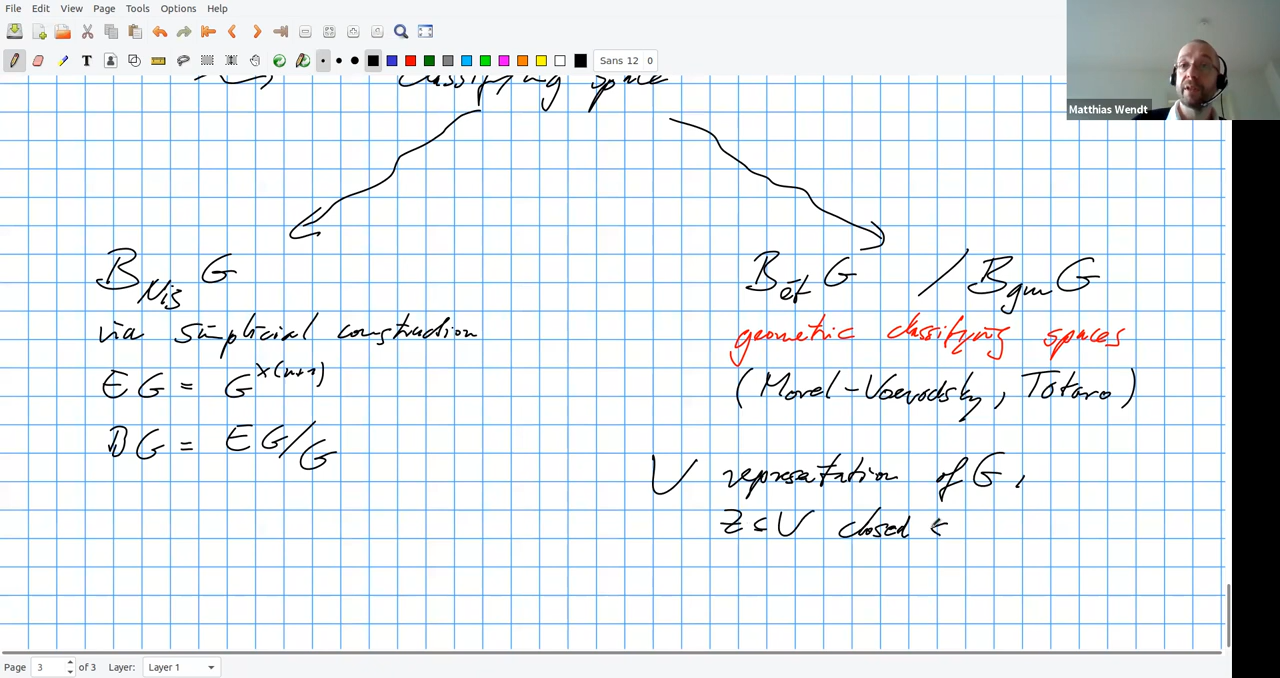 File Edit View Page Tools Options Help
Sans 12 0
Matthias Wendt
classifying space
B_Nis G
via simplicial construction
EG = G^×(n+1)
BG = EG/G
B_et G / B_gm G
geometric classifying spaces
(Morel-Voevodsky, Totaro)
V representation of G,
Z ⊂ V closed
Page 3 of 3 Layer: Layer 1